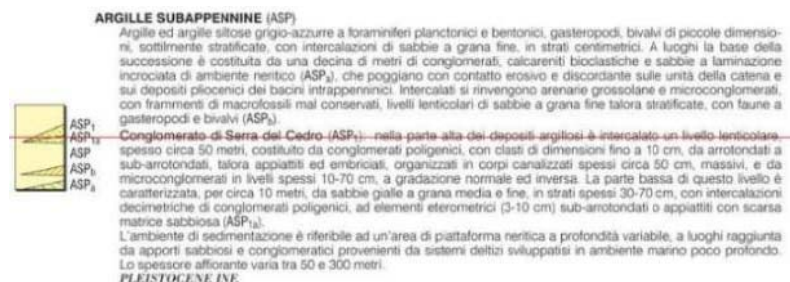 ARGILLE SUBAPPENNINE (ASP)
Argille ed argille siltose grigio-azzurre a foraminiferi planctonici e bentonici, gasteropodi, bivalvi di piccole dimensio-
ni, sottilmente stratificate, con intercalazioni di sabbie a grana fine, in strati centimetrici. A luoghi la base della
successione è costituita da una decina di metri di conglomerati, calcareniti bioclastiche e sabbie a laminazione
incrociata di ambiente neritico (ASPa), che poggiano con contatto erosivo e discordante sulle unità della catena e
sui depositi pliocenici dei bacini intrappenninici. Intercalati si rinvengono arenarie grossolane e microconglomerati,
con frammenti di macrofossili mal conservati, livelli lenticolari di sabbie a grana fine talora stratificate, con faune a
gasteropodi e bivalvi (ASPb).
ASP1
ASP1a
ASP
ASPb
ASPa
Conglomerato di Serra del Cedro (ASP1): nella parte alta dei depositi argillosi è intercalato un livello lenticolare,
spesso circa 50 metri, costituito da conglomerati poligenici, con clasti di dimensioni fino a 10 cm, da arrotondati a
sub-arrotondati, talora appiattiti ed embriciati, organizzati in corpi canalizzati spessi circa 50 cm, massivi, e da
microconglomerati in livelli spessi 10-70 cm, a gradazione normale ed inversa. La parte bassa di questo livello è
caratterizzata, per circa 10 metri, da sabbie gialle a grana media e fine, in strati spessi 30-70 cm, con intercalazioni
decimetriche di conglomerati poligenici, ad elementi eterometrici (3-10 cm) sub-arrotondati o appiattiti con scarsa
matrice sabbiosa (ASP1a).
L'ambiente di sedimentazione è riferibile ad un'area di piattaforma neritica a profondità variabile, a luoghi raggiunta
da apporti sabbiosi e conglomeratici provenienti da sistemi deltizi sviluppatisi in ambiente marino poco profondo.
Lo spessore affiorante varia tra 50 e 300 metri.
PLEISTOCENE INF.